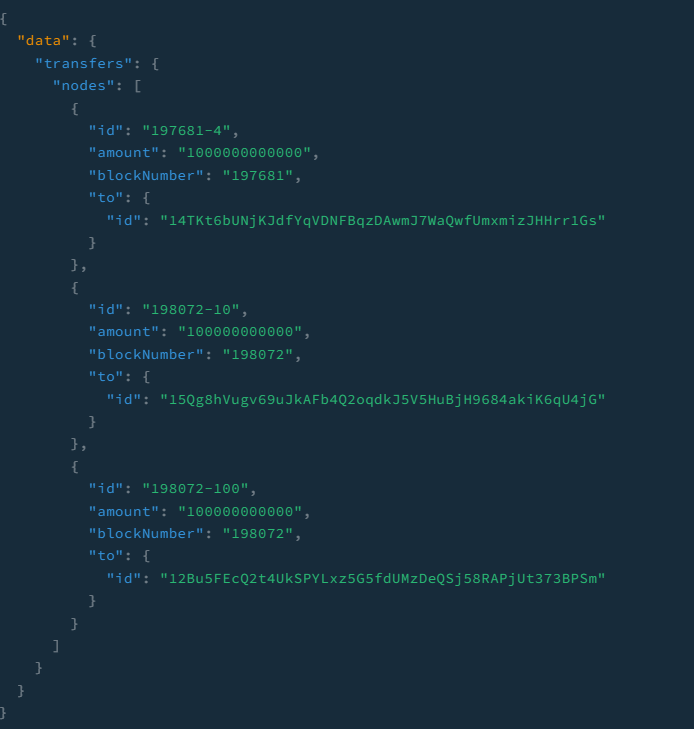 {
  "data": {
    "transfers": {
      "nodes": [
        {
          "id": "197681-4",
          "amount": "1000000000000",
          "blockNumber": "197681",
          "to": {
            "id": "14TKt6bUNjKJdfYqVDNFBqzDAwmJ7WaQwfUmxmizJHHrr1Gs"
          }
        },
        {
          "id": "198072-10",
          "amount": "100000000000",
          "blockNumber": "198072",
          "to": {
            "id": "15Qg8hVugv69uJkAFb4Q2oqdkJ5V5HuBjH9684akiK6qU4jG"
          }
        },
        {
          "id": "198072-100",
          "amount": "100000000000",
          "blockNumber": "198072",
          "to": {
            "id": "12Bu5FEcQ2t4UkSPYLxz5G5fdUMzDeQSj58RAPjUt373BPSm"
          }
        }
      ]
    }
  }
}